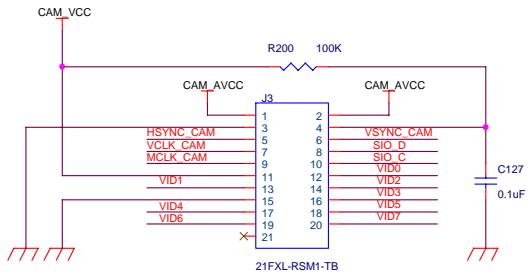 CAM_VCC
R200 100K
CAM_AVCC CAM_AVCC
J3
1 2
3 4
HSYNC_CAM 5 6 VSYNC_CAM
VCLK_CAM 7 8 SIO_D
MCLK_CAM 9 10 SIO_C
11 12 VID0
VID1 13 14 VID2
15 16 VID3
VID4 17 18 VID5
VID6 19 20 VID7
21
C127
0.1uF
21FXL-RSM1-TB